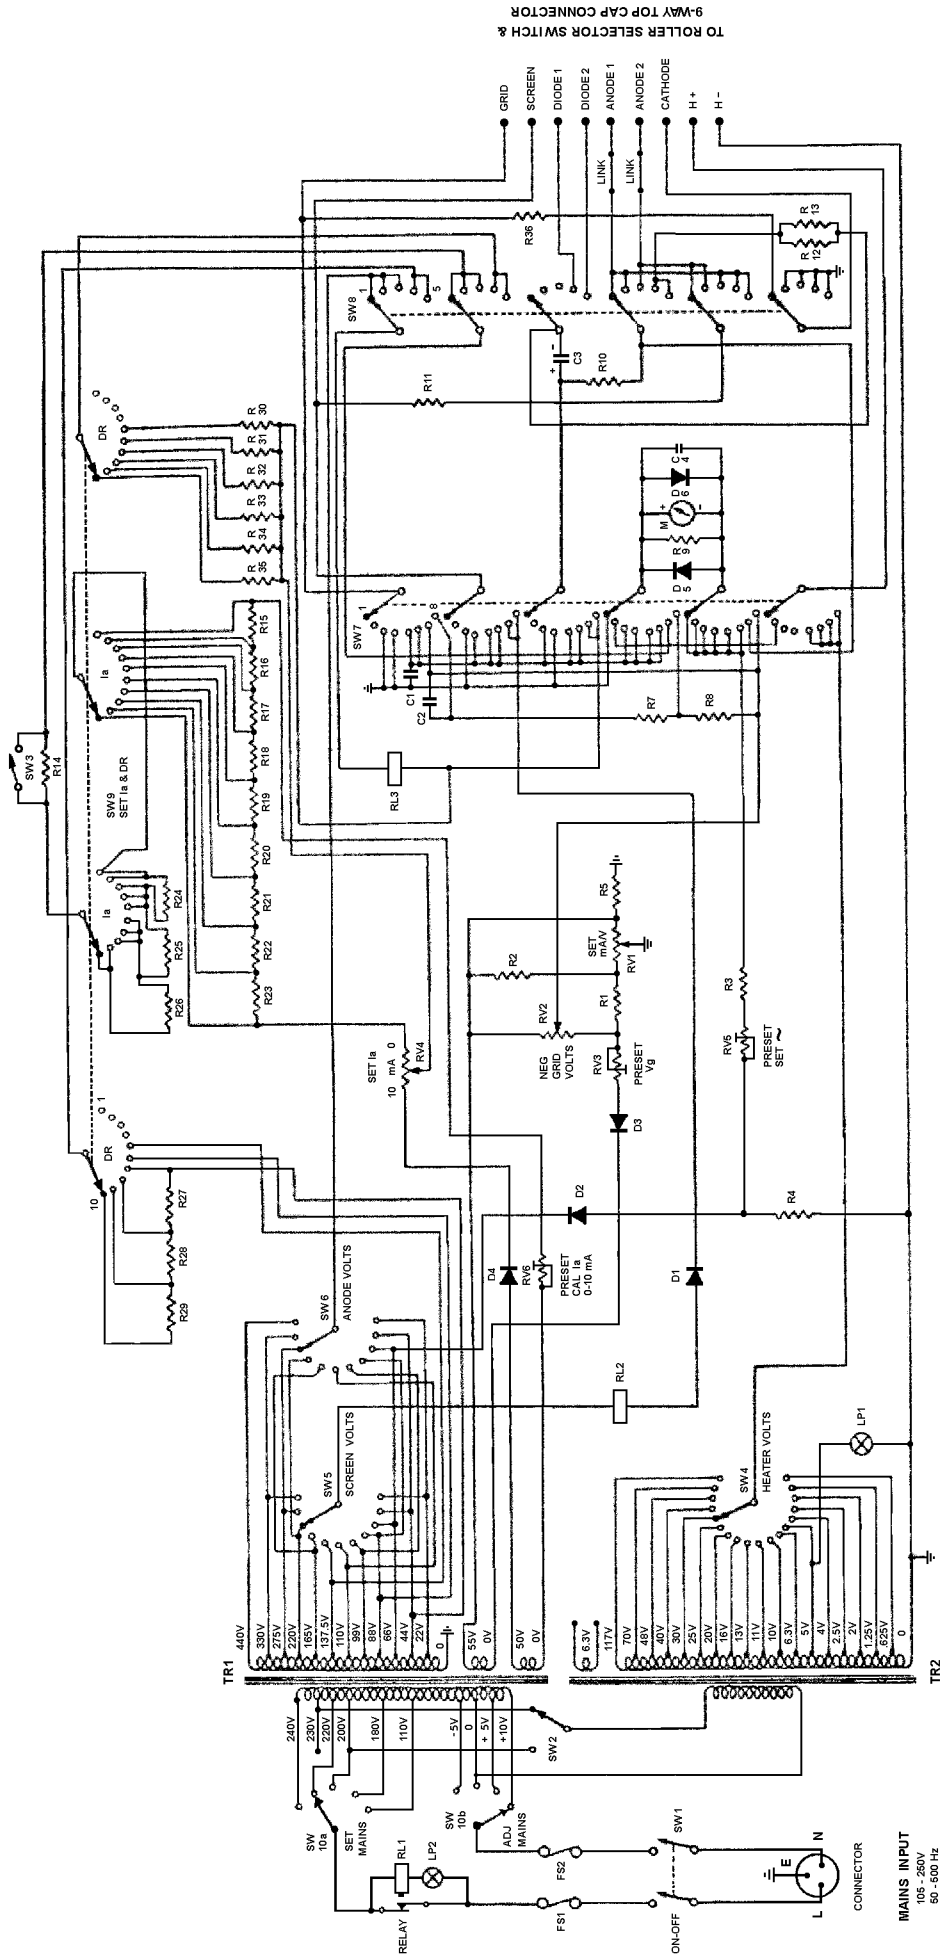 TO ROLLER SELECTOR SWITCH &
9-WAY TOP CAP CONNECTOR
GRID
SCREEN
DIODE 1
DIODE 2
ANODE 1
ANODE 2
CATHODE
H +
H -
LINK
LINK
R36
R
13
R
12
SW8
1
5
C3
-
+
R10
R11
DR
R
30
R
31
R
32
R
33
R
34
R
35
C
4
D
6
M
+
-
R
9
D
5
SW7
1
8
C1
C2
R7
R8
RL3
Ia
R15
R16
R17
R18
R19
R20
R21
R22
R23
SW3
R14
SW9
SET Ia & DR
Ia
R24
R25
R26
SET Ia
10 mA 0
RV4
R5
SET
mA/V
RV1
R2
R1
RV2
NEG
GRID
VOLTS
RV3
PRESET
Vg
D3
R3
RV5
PRESET
SET ~
1
DR
10
R27
R28
R29
D2
R4
D4
RV6
PRESET
CAL Ia
0-10 mA
D1
RL2
SW6
ANODE VOLTS
SW5
SCREEN VOLTS
SW4
HEATER VOLTS
LP1
440V
330V
275V
220V
165V
137.5V
110V
99V
88V
66V
44V
22V
0
55V
0V
50V
0V
6.3V
117V
70V
48V
40V
30V
25V
20V
16V
13V
11V
10V
6.3V
5V
4V
2.5V
2V
1.25V
.625V
0
TR1
TR2
240V
230V
220V
200V
180V
110V
-5V
0
+ 5V
+10V
SW2
SW
10a
SET
MAINS
SW
10b
ADJ
MAINS
RL1
LP2
RELAY
FS1
FS2
SW1
ON-OFF
L
E
N
CONNECTOR
MAINS INPUT
105 - 250V
50 - 500 Hz